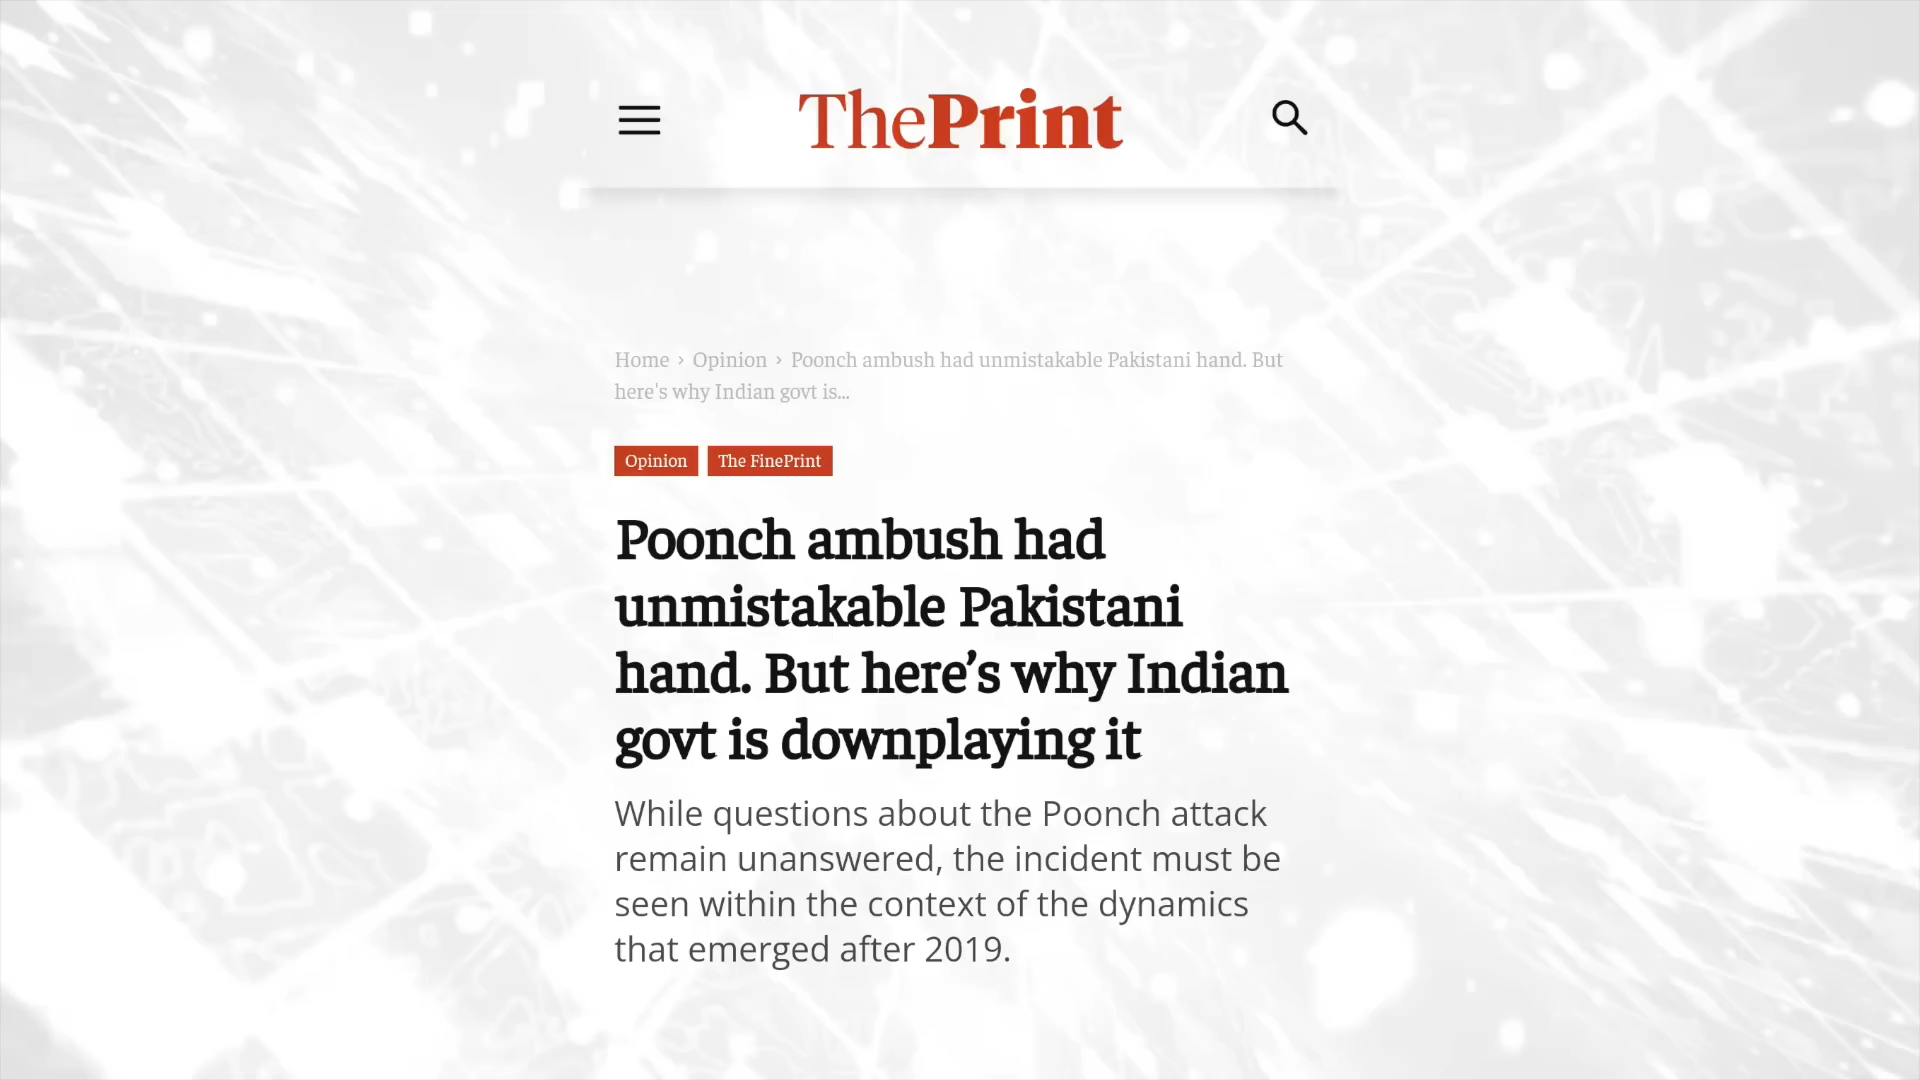 ThePrint
Home › Opinion › Poonch ambush had unmistakable Pakistani hand. But
here's why Indian govt is...
Opinion The FinePrint
Poonch ambush had
unmistakable Pakistani
hand. But here’s why Indian
govt is downplaying it
While questions about the Poonch attack
remain unanswered, the incident must be
seen within the context of the dynamics
that emerged after 2019.